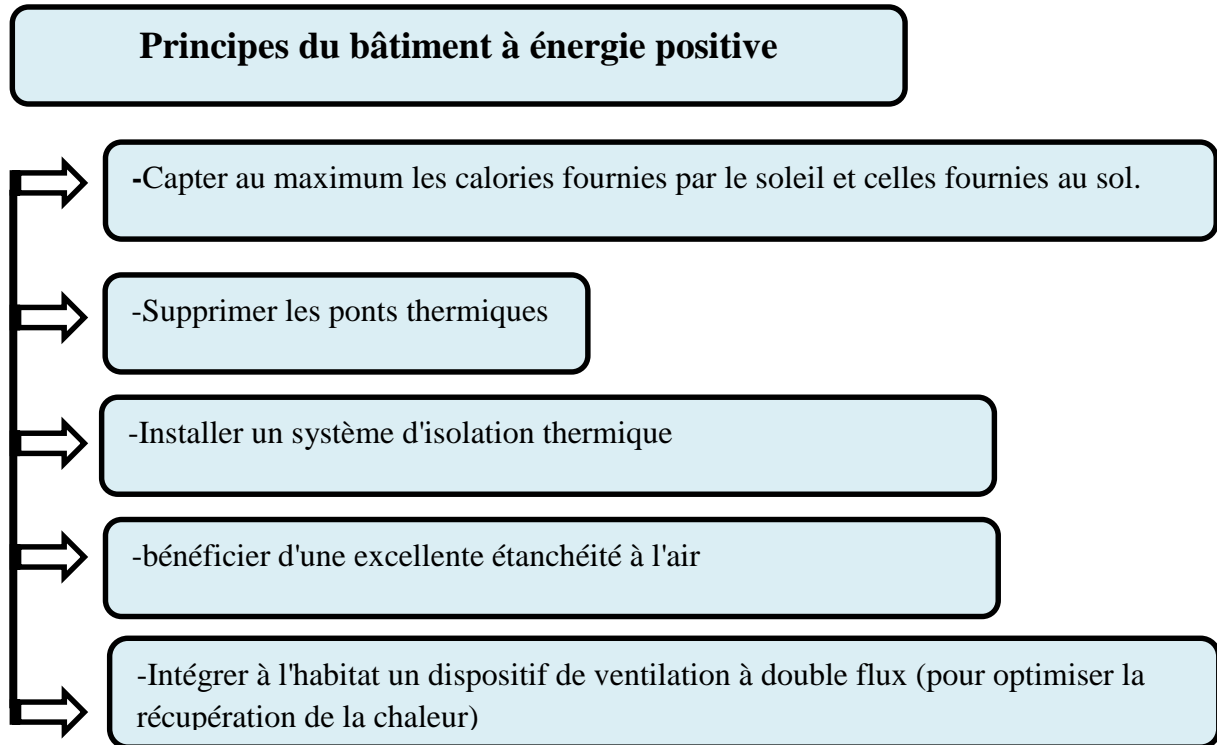 Principes du bâtiment à énergie positive
-Capter au maximum les calories fournies par le soleil et celles fournies au sol.
-Supprimer les ponts thermiques
-Installer un système d'isolation thermique
-bénéficier d'une excellente étanchéité à l'air
-Intégrer à l'habitat un dispositif de ventilation à double flux (pour optimiser la
récupération de la chaleur)